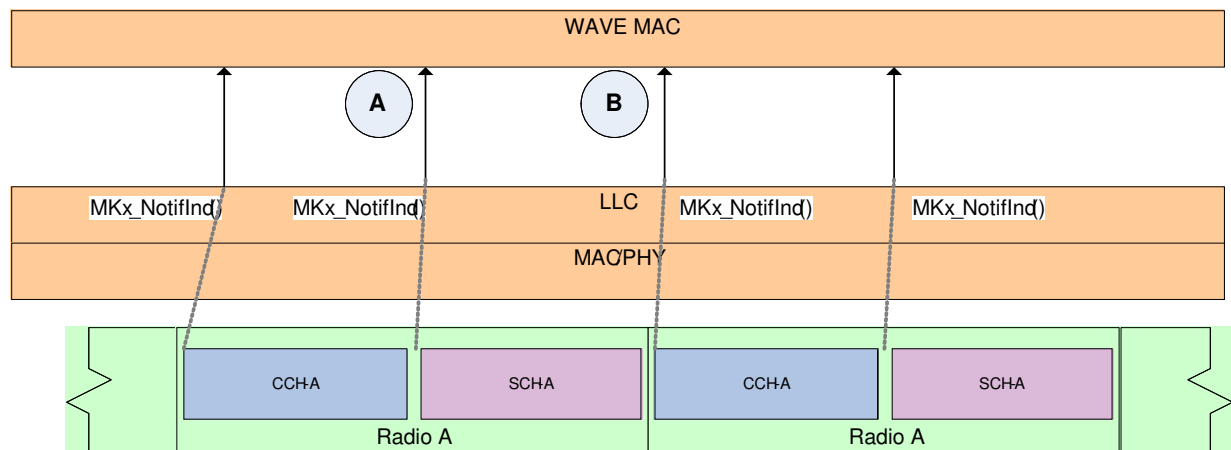 WAVE MAC
A
B
MKx_NotifInd()
MKx_NotifInd()
LLC
MKx_NotifInd()
MKx_NotifInd()
MAC/PHY
CCH-A
SCH-A
CCH-A
SCH-A
Radio A
Radio A